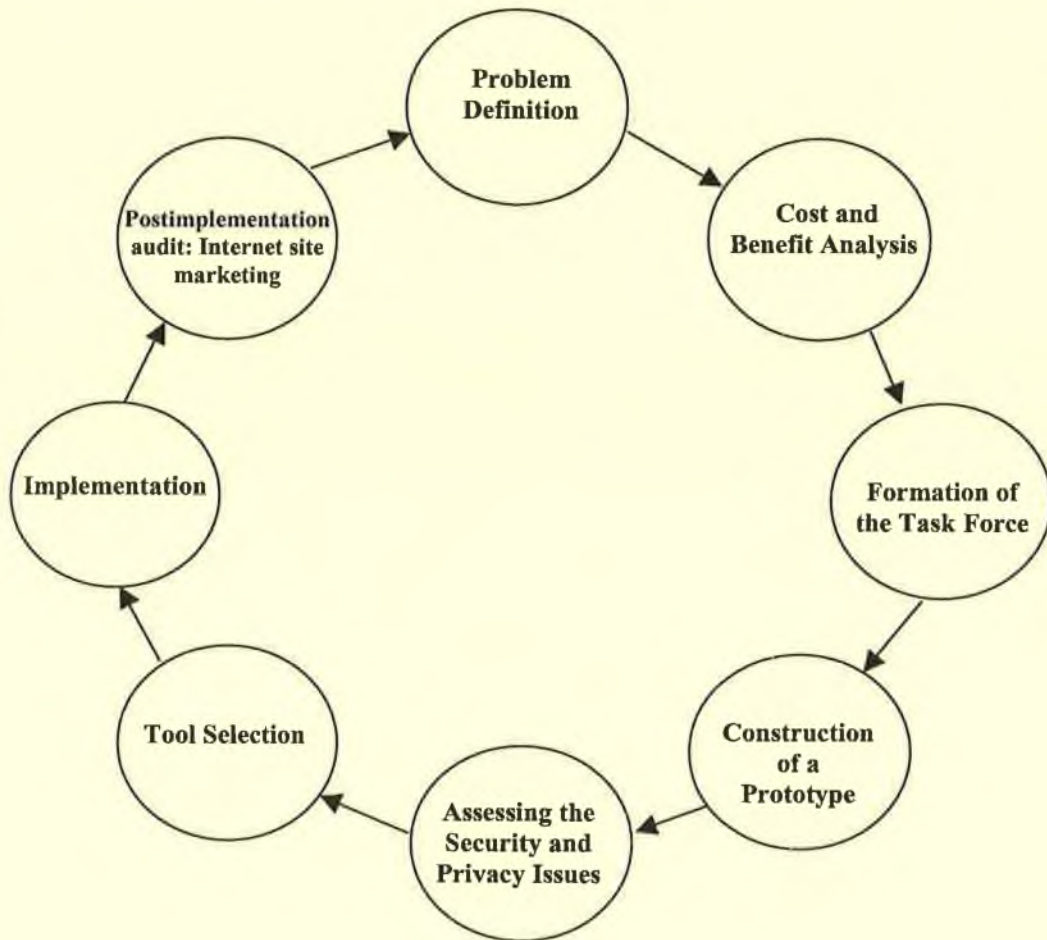 Problem
Definition
Cost and
Benefit Analysis
Formation of
the Task Force
Construction
of a
Prototype
Assessing the
Security and
Privacy Issues
Tool Selection
Implementation
Postimplementation
audit: Internet site
marketing